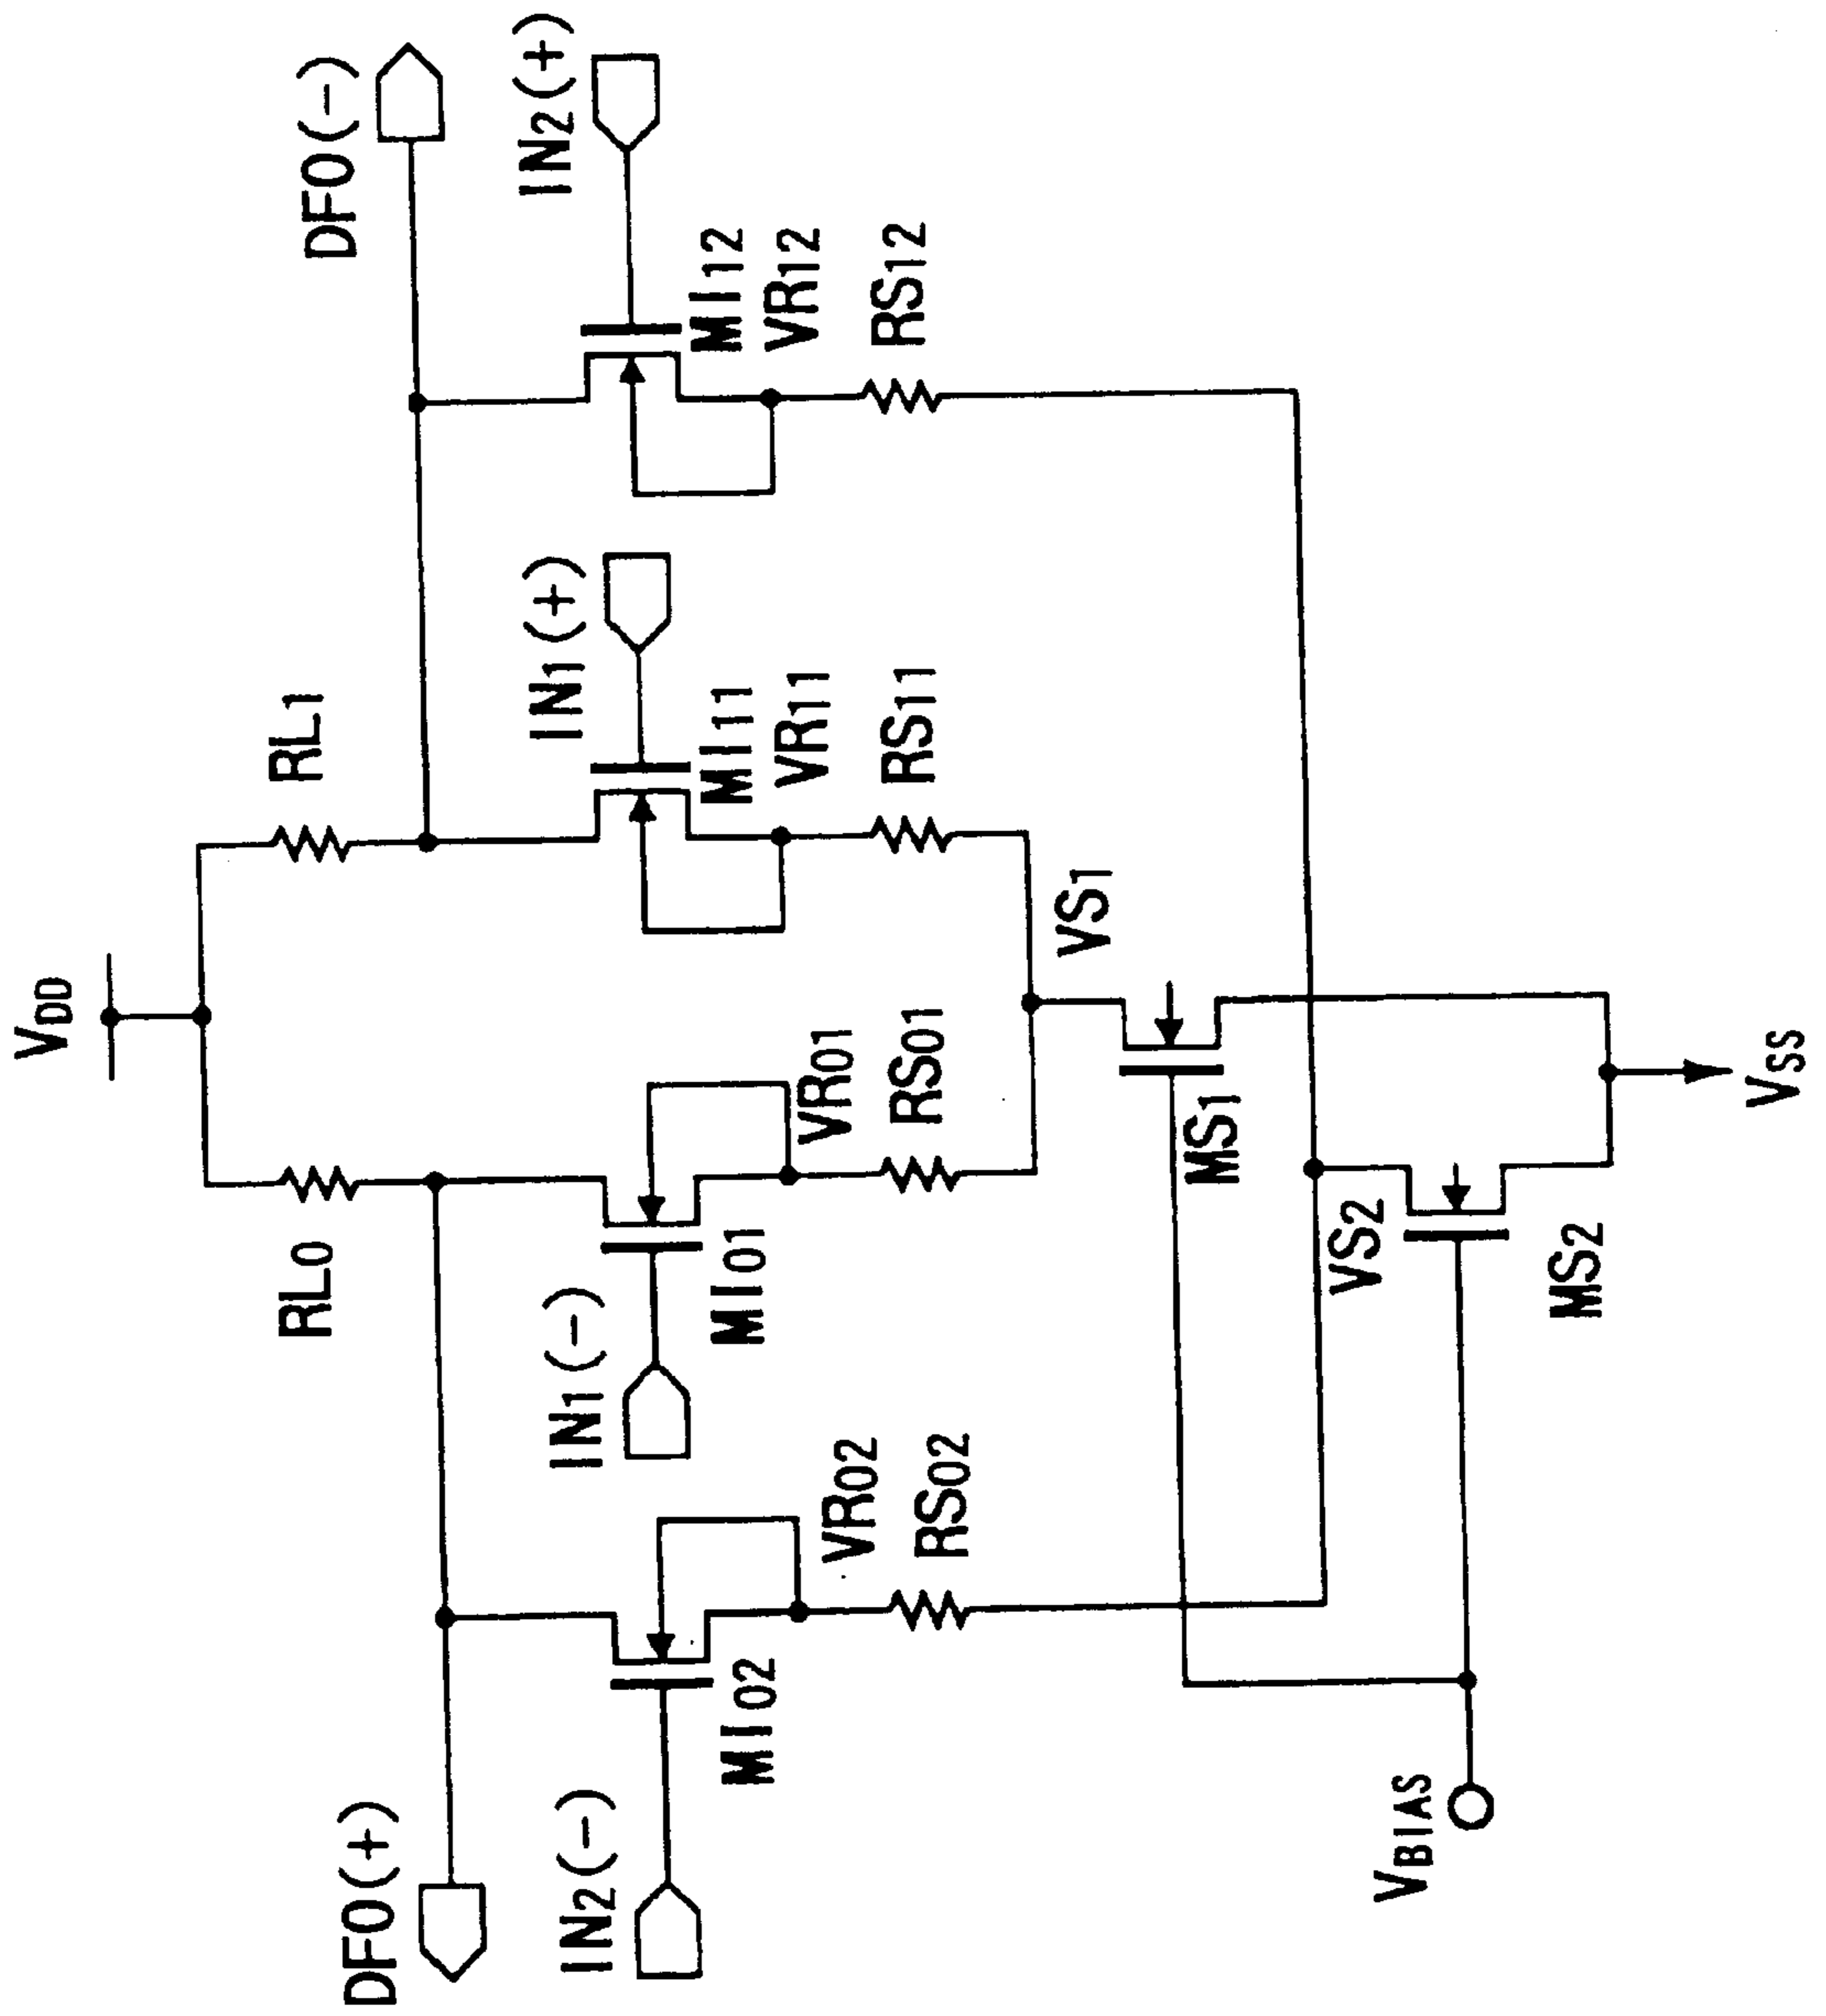 VDD
RL0
RL1
DFO(+)
DFO(-)
IN2(-)
IN1(-)
IN1(+)
IN2(+)
MI02
MI01
MI11
MI12
VR02
VR01
VR11
VR12
RS02
RS01
RS11
RS12
VS1
MS1
VS2
VBIAS
MS2
VSS